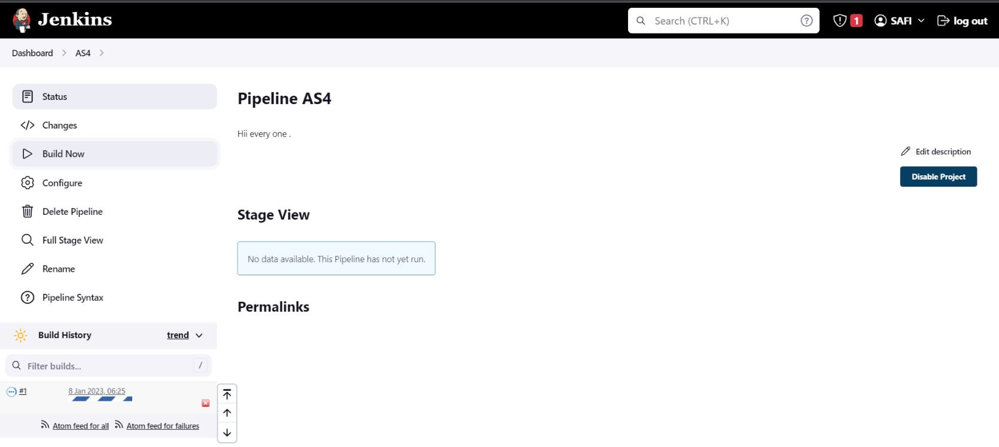 Jenkins
Search (CTRL+K)
1
SAFI
log out
Dashboard
AS4
Status
Changes
Build Now
Configure
Delete Pipeline
Full Stage View
Rename
Pipeline Syntax
Build History
trend
Filter builds...
/
#1
8 Jan 2023, 06:25
Atom feed for all
Atom feed for failures
Pipeline AS4
Hii every one .
Edit description
Disable Project
Stage View
No data available. This Pipeline has not yet run.
Permalinks